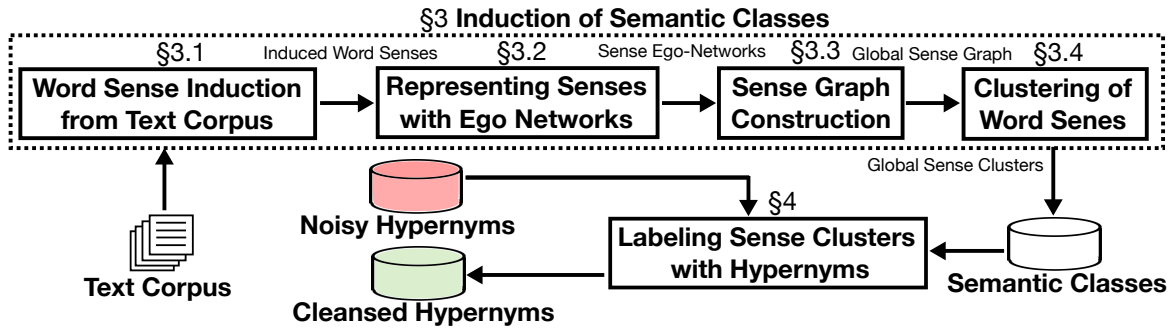 §3 Induction of Semantic Classes
§3.1
Induced Word Senses
§3.2
Sense Ego-Networks
§3.3
Global Sense Graph
§3.4
Word Sense Induction
from Text Corpus
Representing Senses
with Ego Networks
Sense Graph
Construction
Clustering of
Word Senes
Global Sense Clusters
Noisy Hypernyms
§4
Labeling Sense Clusters
with Hypernyms
Text Corpus
Cleansed Hypernyms
Semantic Classes